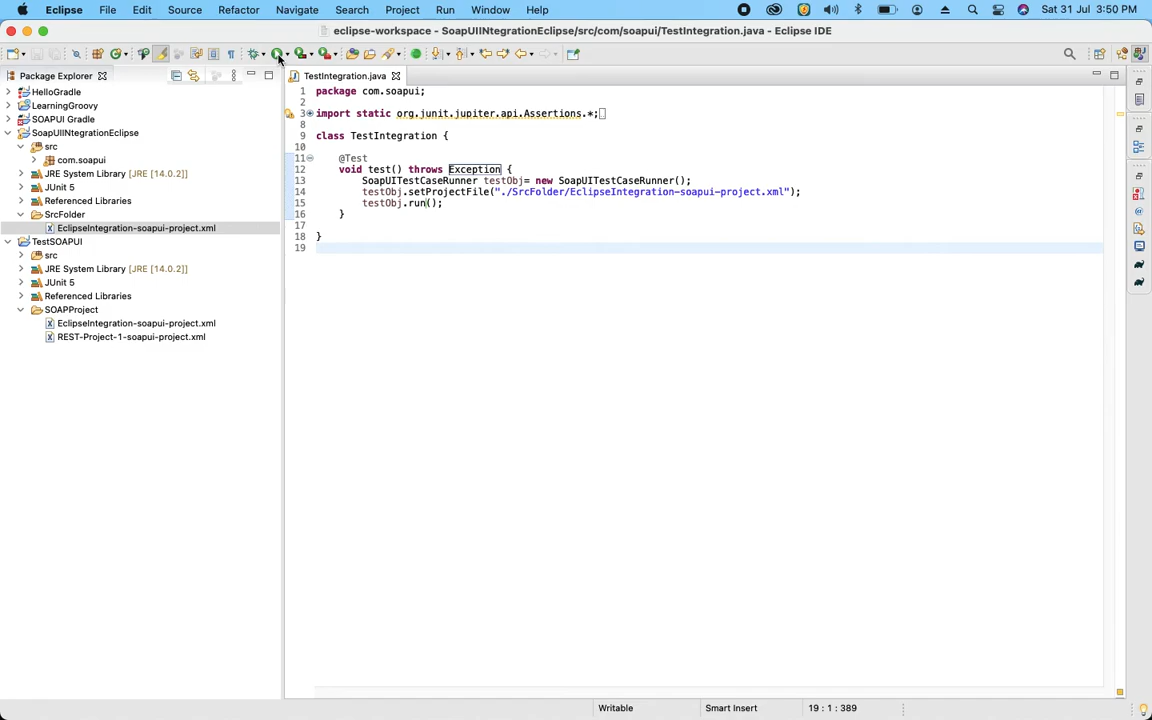 Eclipse File Edit Source Refactor Navigate Search Project Run Window Help Sat 31 Jul 3:50 PM
eclipse-workspace - SoapUIINtegrationEclipse/src/com/soapui/TestIntegration.java - Eclipse IDE
Package Explorer
TestIntegration.java
HelloGradle
LearningGroovy
SOAPUI Gradle
SoapUIINtegrationEclipse
src
com.soapui
JRE System Library [JRE [14.0.2]]
JUnit 5
Referenced Libraries
SrcFolder
EclipseIntegration-soapui-project.xml
TestSOAPUI
src
JRE System Library [JRE [14.0.2]]
JUnit 5
Referenced Libraries
SOAPProject
EclipseIntegration-soapui-project.xml
REST-Project-1-soapui-project.xml
1 package com.soapui;
2
3 import static org.junit.jupiter.api.Assertions.*;
8
9 class TestIntegration {
10
11 @Test
12 void test() throws Exception {
13 SoapUITestCaseRunner testObj= new SoapUITestCaseRunner();
14 testObj.setProjectFile("./SrcFolder/EclipseIntegration-soapui-project.xml");
15 testObj.run();
16 }
17
18 }
19
Writable Smart Insert 19 : 1 : 389